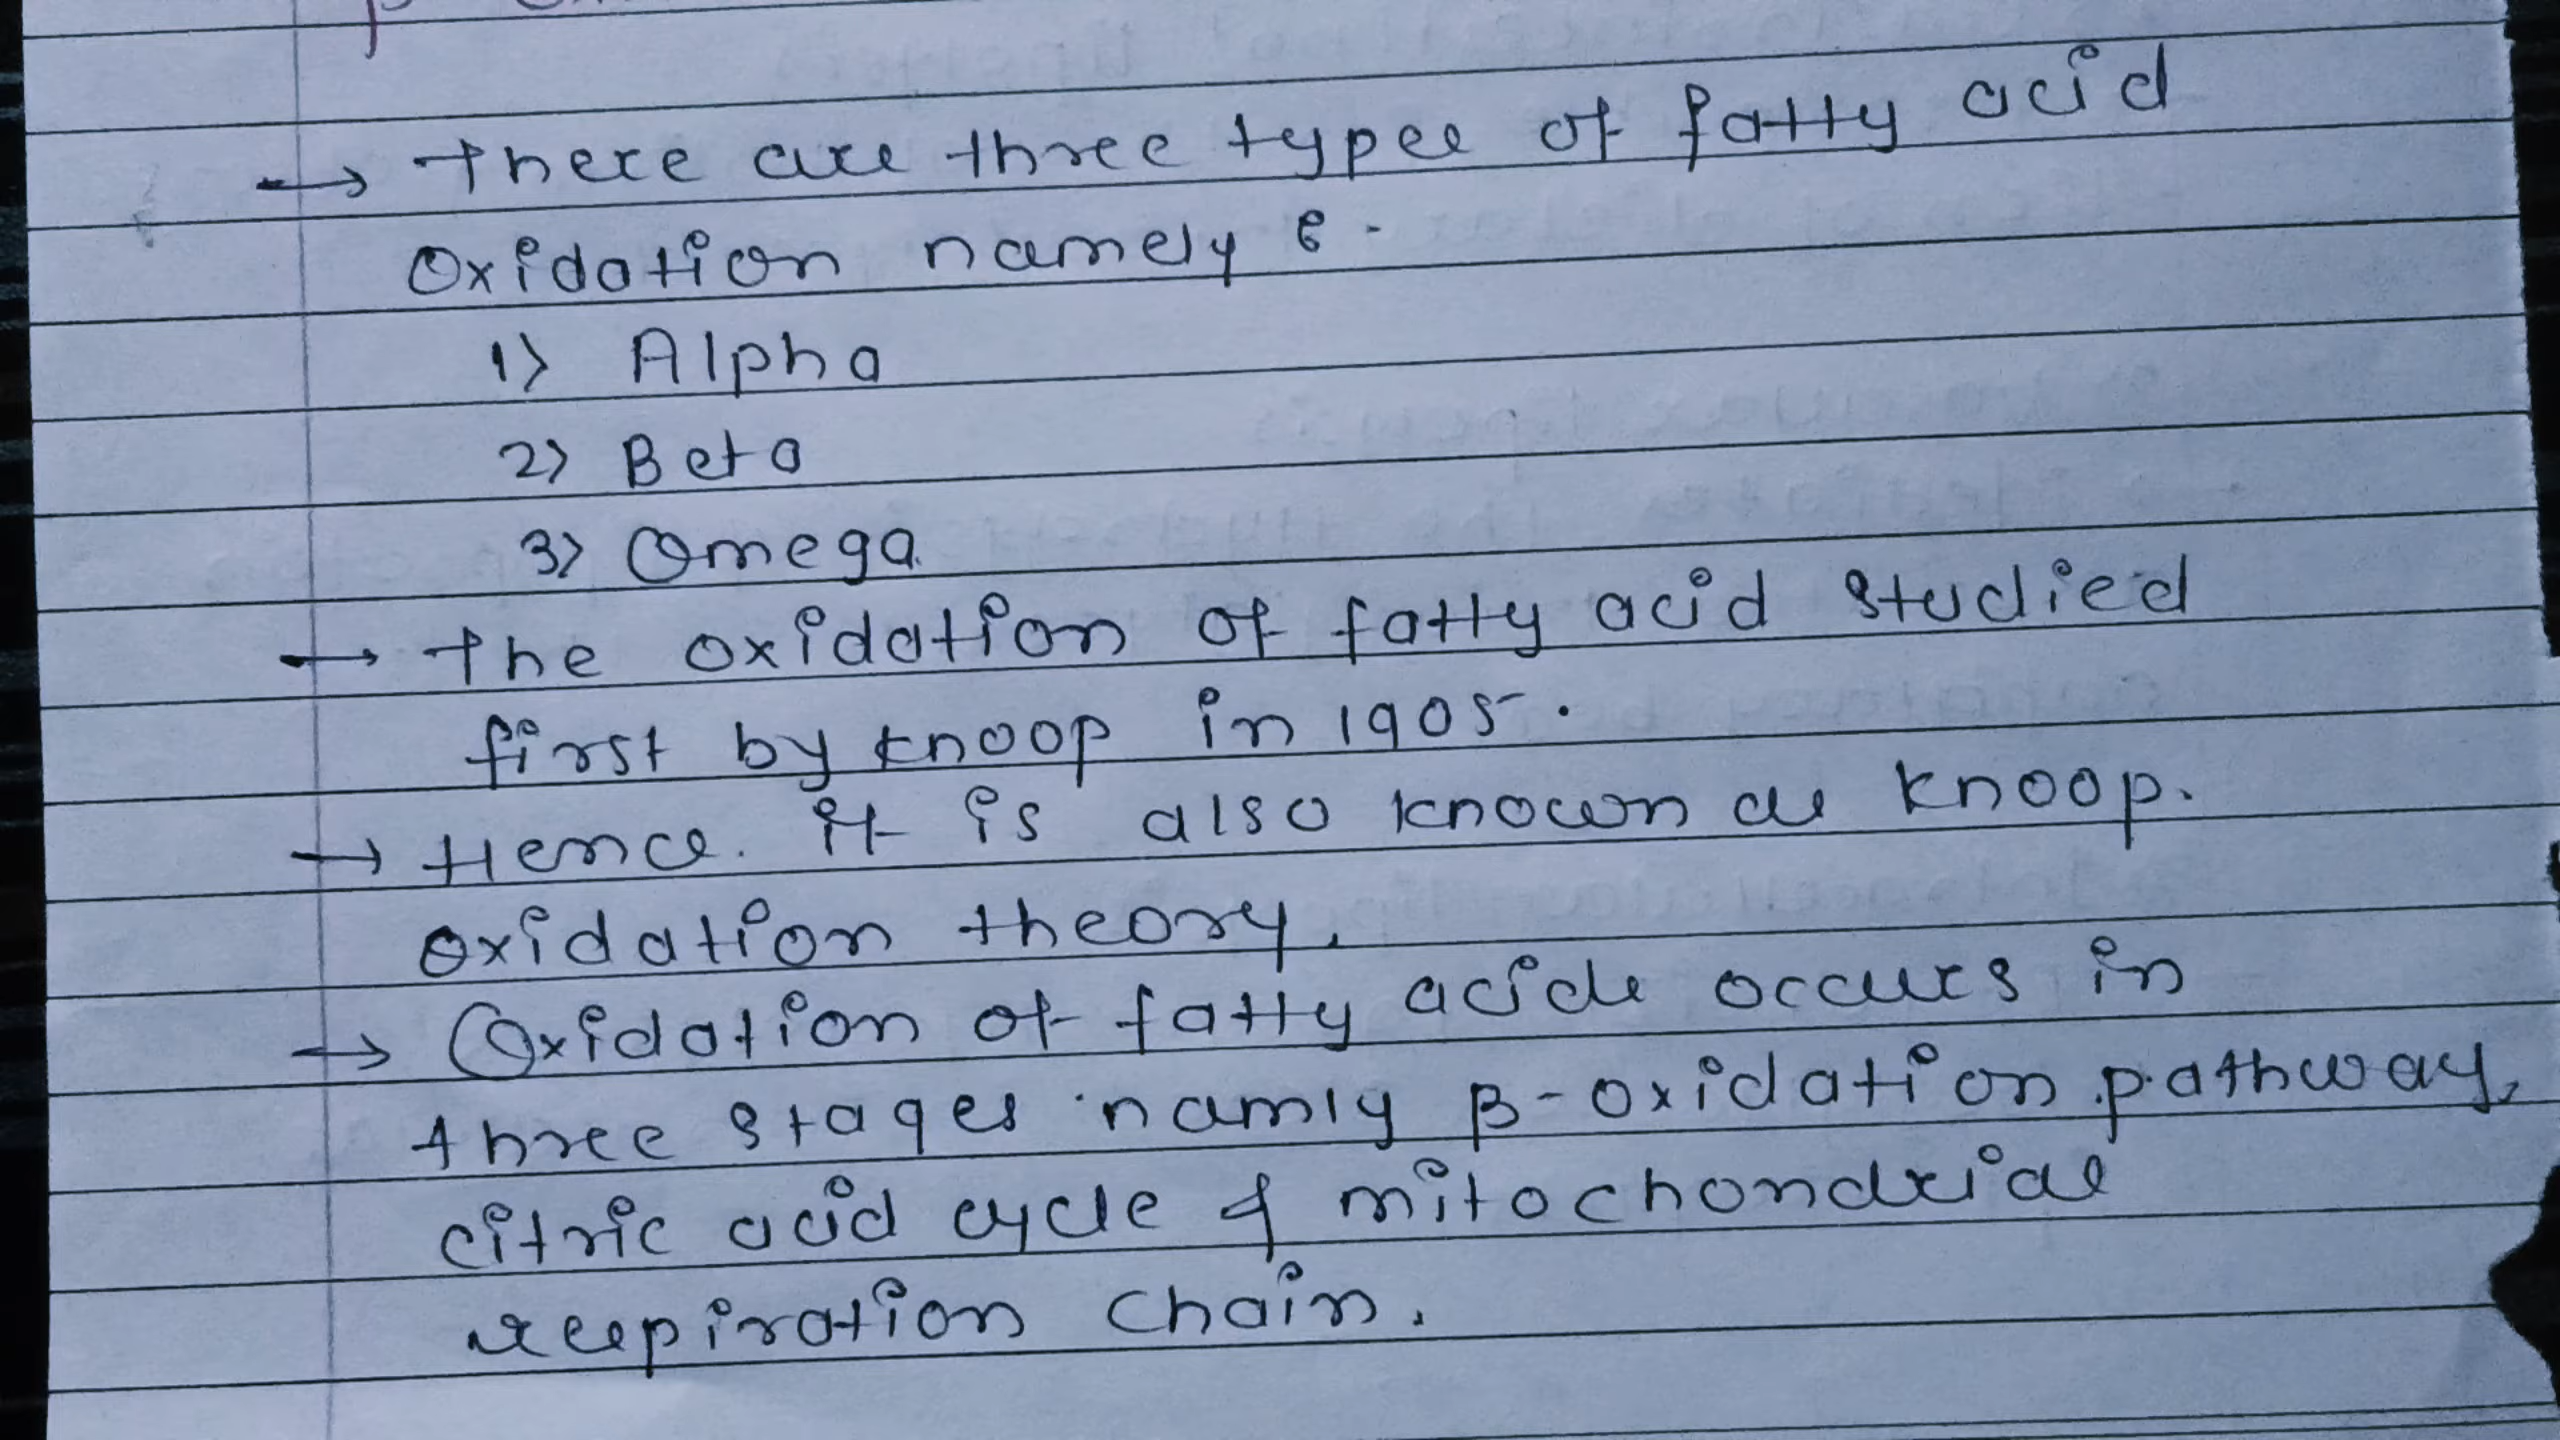 → There are three types of fatty acid
Oxidation namely :-
1) Alpha
2) Beta
3) Omega
→ The oxidation of fatty acid studied
first by knoop in 1905.
→ Hence. it is also known as knoop.
oxidation theory.
→ Oxidation of fatty acids occurs in
three stages namly β-oxidation pathway,
citric acid cycle & mitochondrial
respiration chain.